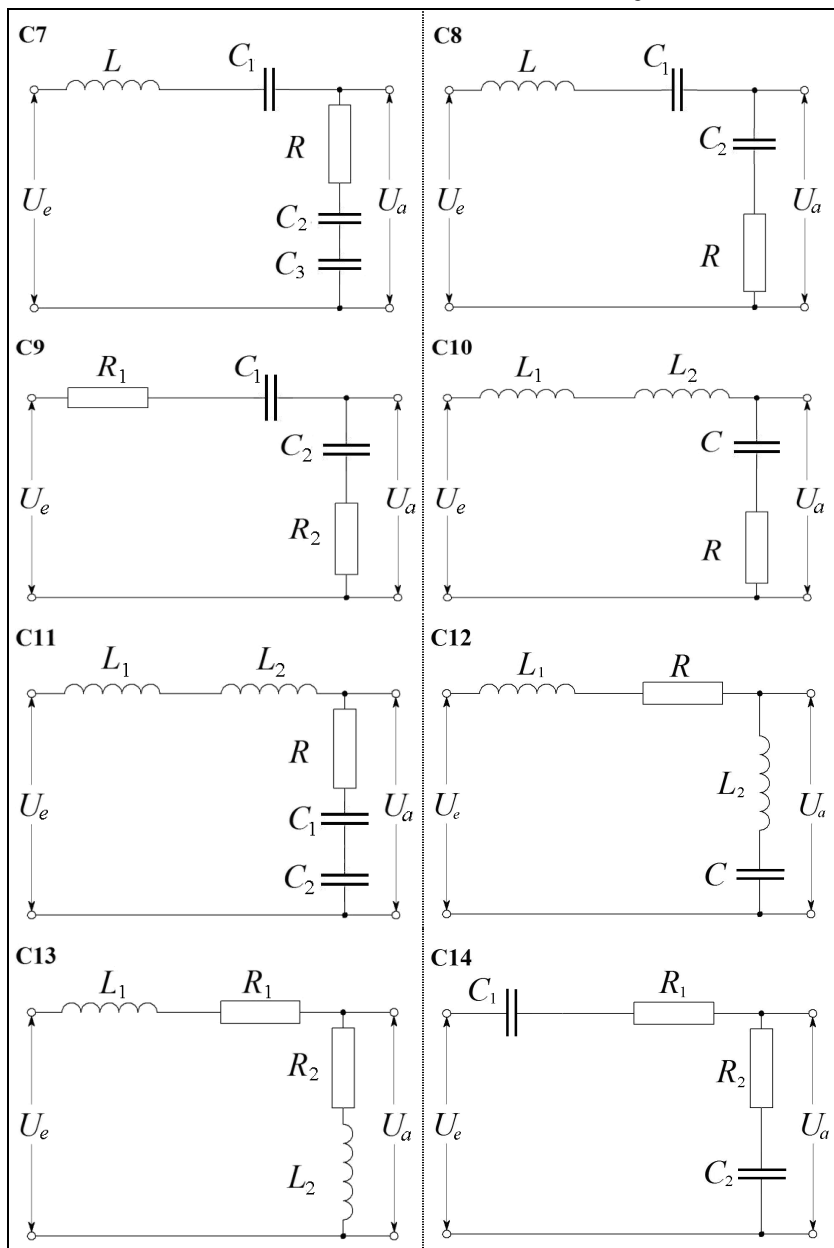 C7
L C₁
R
Uₑ Uₐ
C₂
C₃
C8
L C₁
C₂
Uₑ Uₐ
R
C9
R₁ C₁
C₂
Uₑ Uₐ
R₂
C10
L₁ L₂
C
Uₑ Uₐ
R
C11
L₁ L₂
R
Uₑ C₁ Uₐ
C₂
C12
L₁ R
L₂
Uₑ Uₐ
C
C13
L₁ R₁
R₂
Uₑ Uₐ
L₂
C14
C₁ R₁
R₂
Uₑ Uₐ
C₂